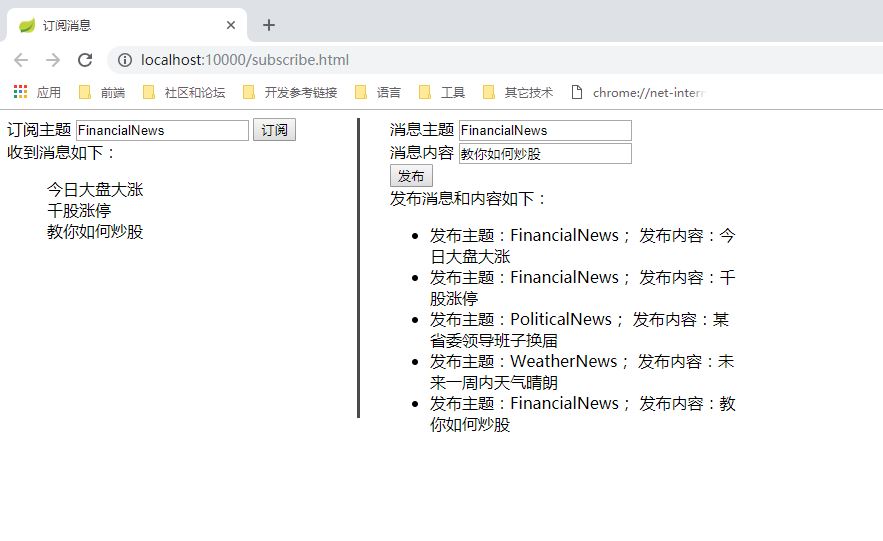 订阅消息
localhost:10000/subscribe.html
应用 前端 社区和论坛 开发参考链接 语言 工具 其它技术 chrome://net-intern
订阅主题 FinancialNews 订阅
收到消息如下：
今日大盘大涨
千股涨停
教你如何炒股
消息主题 FinancialNews
消息内容 教你如何炒股
发布
发布消息和内容如下：
发布主题：FinancialNews； 发布内容：今
日大盘大涨
发布主题：FinancialNews； 发布内容：千
股涨停
发布主题：PoliticalNews； 发布内容：某
省委领导班子换届
发布主题：WeatherNews； 发布内容：未
来一周内天气晴朗
发布主题：FinancialNews； 发布内容：教
你如何炒股